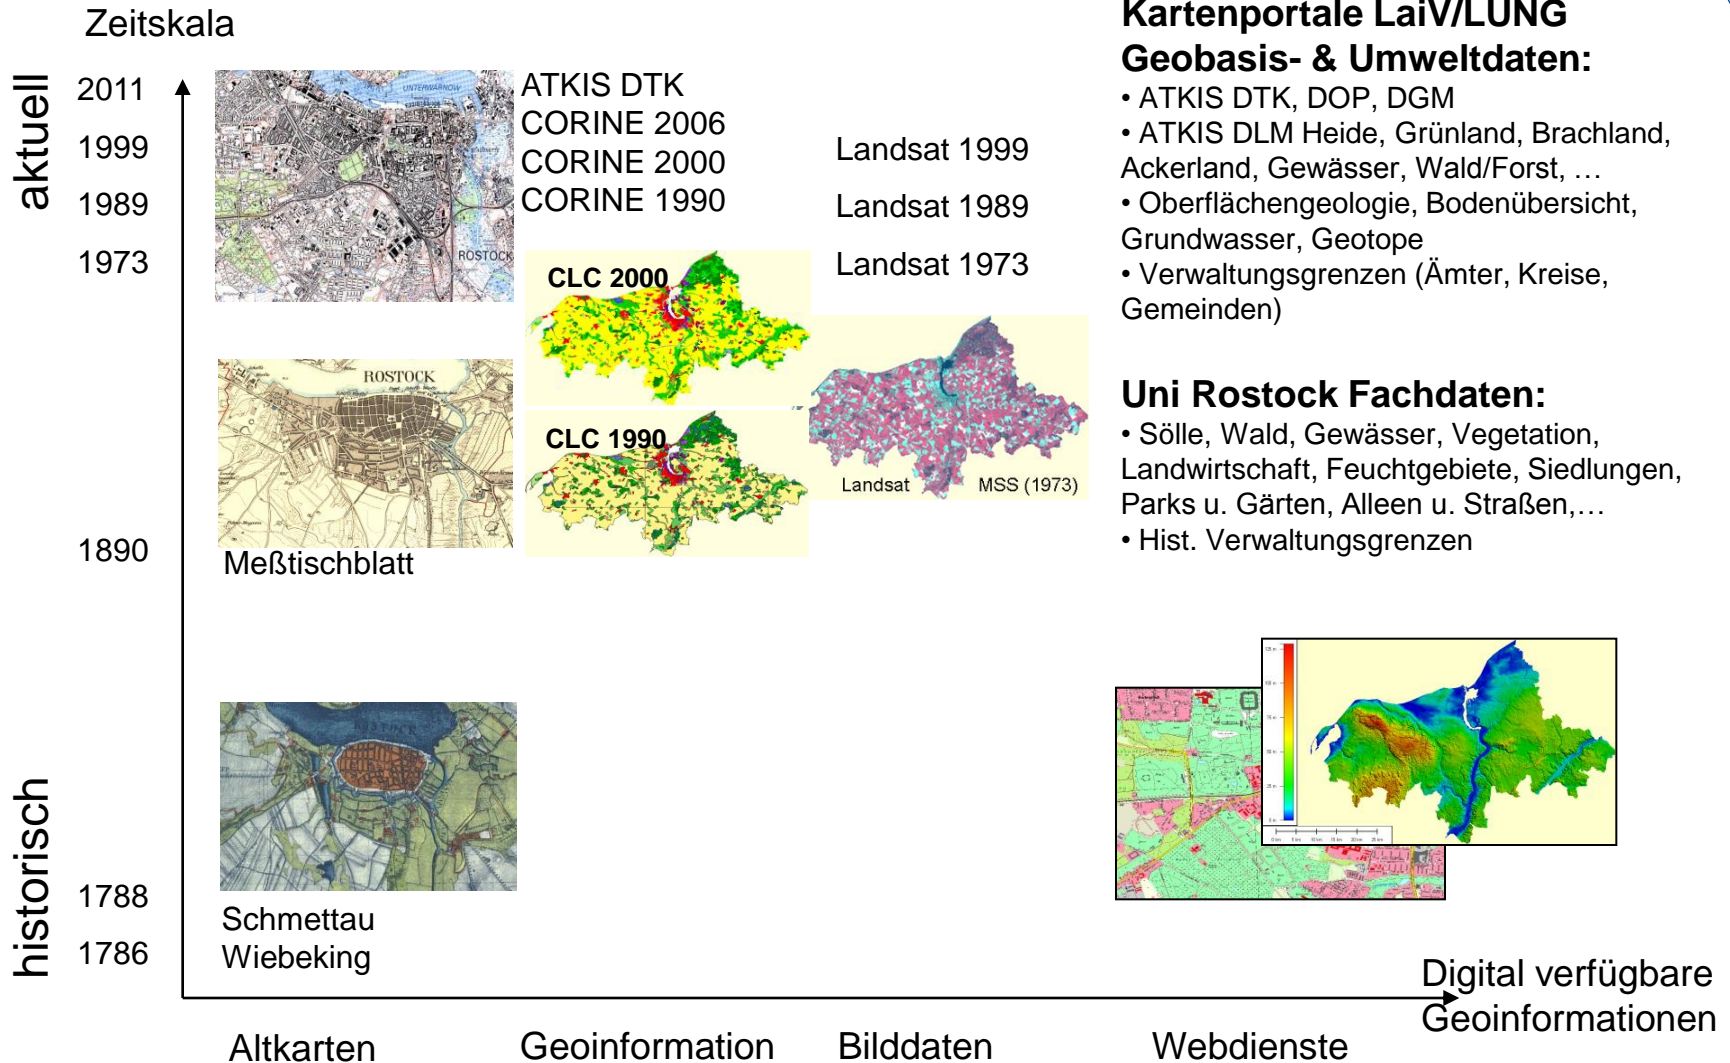 Zeitskala
aktuell
historisch
2011
1999
1989
1973
1890
1788
1786
UNTERWARNOW
ROSTOCK
ROSTOCK
Meßtischblatt
Schmettau
Wiebeking
ATKIS DTK
CORINE 2006
CORINE 2000
CORINE 1990
CLC 2000
CLC 1990
Landsat 1999
Landsat 1989
Landsat 1973
Landsat MSS (1973)
Kartenportale LaiV/LUNG
Geobasis- & Umweltdaten:
• ATKIS DTK, DOP, DGM
• ATKIS DLM Heide, Grünland, Brachland,
Ackerland, Gewässer, Wald/Forst, …
• Oberflächengeologie, Bodenübersicht,
Grundwasser, Geotope
• Verwaltungsgrenzen (Ämter, Kreise,
Gemeinden)
Uni Rostock Fachdaten:
• Sölle, Wald, Gewässer, Vegetation,
Landwirtschaft, Feuchtgebiete, Siedlungen,
Parks u. Gärten, Alleen u. Straßen,…
• Hist. Verwaltungsgrenzen
Digital verfügbare
Geoinformationen
Altkarten
Geoinformation
Bilddaten
Webdienste